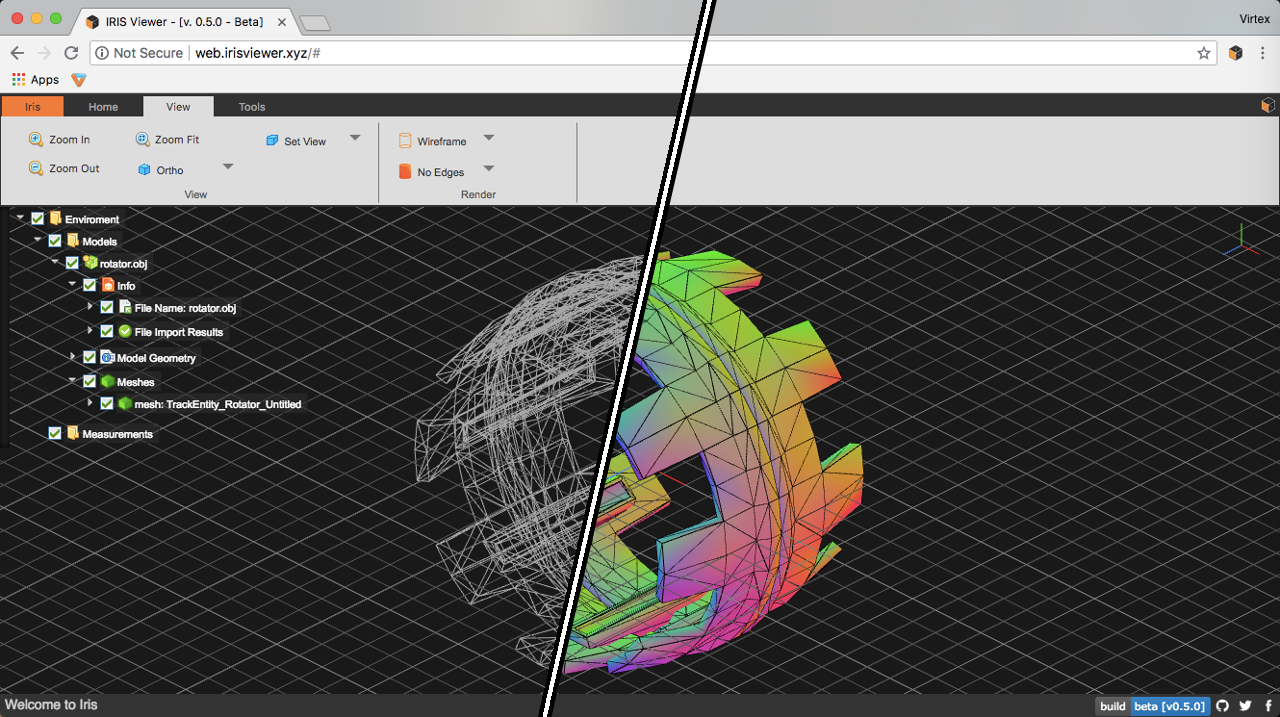 IRIS Viewer - [v. 0.5.0 - Beta]
Virtex
Not Secure web.irisviewer.xyz/#
Apps
Iris Home View Tools
Zoom In Zoom Fit Set View Wireframe
Zoom Out Ortho No Edges
View Render
Enviroment
Models
rotator.obj
Info
File Name: rotator.obj
File Import Results
Model Geometry
Meshes
mesh: TrackEntity_Rotator_Untitled
Measurements
Welcome to Iris
build beta [v0.5.0]